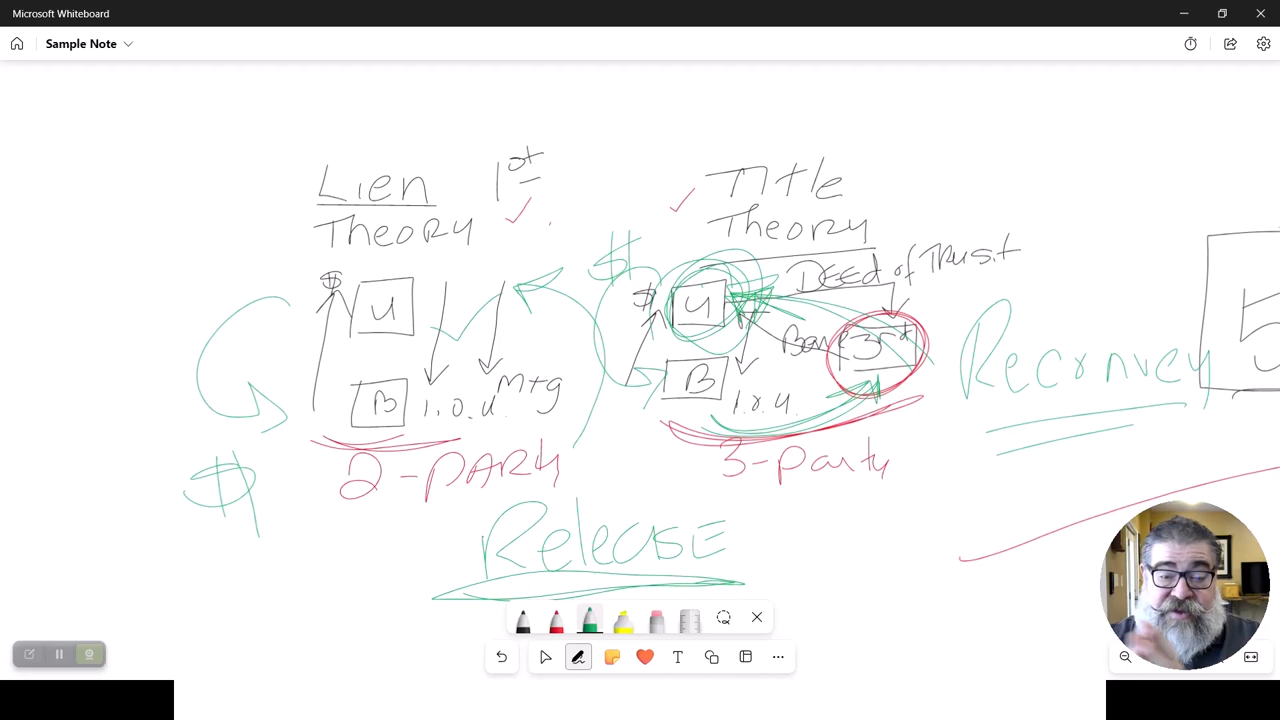 Microsoft Whiteboard
Sample Note
Lien 1st
Theory
Title
Theory
$
$
U
$
U
DEED of Trust
3rd
B
I.O.U.
Mtg
B
I.O.U.
Reconvey
2-PARty
3-party
$
Release